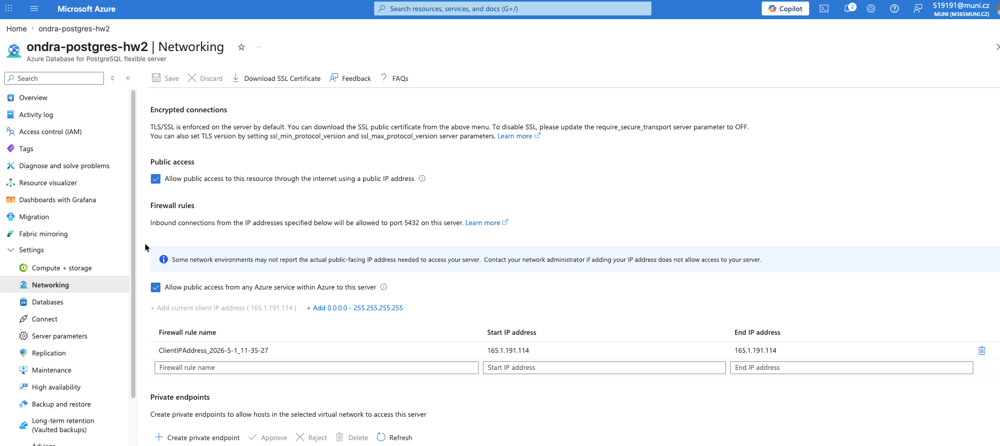 Microsoft Azure
Search resources, services, and docs (G+/)
Copilot
2
519191@muni.cz
MUNI (M365MUNI.CZ)
Home > ondra-postgres-hw2
ondra-postgres-hw2 | Networking
Azure Database for PostgreSQL flexible server
Search
Save
Discard
Download SSL Certificate
Feedback
FAQs
Overview
Activity log
Access control (IAM)
Tags
Diagnose and solve problems
Resource visualizer
Dashboards with Grafana
Migration
Fabric mirroring
Settings
Compute + storage
Networking
Databases
Connect
Server parameters
Replication
Maintenance
High availability
Backup and restore
Long-term retention
(Vaulted backups)
Advisor
Encrypted connections
TLS/SSL is enforced on the server by default. You can download the SSL public certificate from the above menu. To disable SSL, please update the require_secure_transport server parameter to OFF.
You can also set TLS version by setting ssl_min_protocol_version and ssl_max_protocol_version server parameters. Learn more
Public access
Allow public access to this resource through the internet using a public IP address
Firewall rules
Inbound connections from the IP addresses specified below will be allowed to port 5432 on this server. Learn more
Some network environments may not report the actual public-facing IP address needed to access your server. Contact your network administrator if adding your IP address does not allow access to your server.
Allow public access from any Azure service within Azure to this server
+ Add current client IP address ( 165.1.191.114 )
+ Add 0.0.0.0 - 255.255.255.255
Firewall rule name
Start IP address
End IP address
ClientIPAddress_2026-5-1_11-35-27
165.1.191.114
165.1.191.114
Firewall rule name
Start IP address
End IP address
Private endpoints
Create private endpoints to allow hosts in the selected virtual network to access this server
Create private endpoint
Approve
Reject
Delete
Refresh